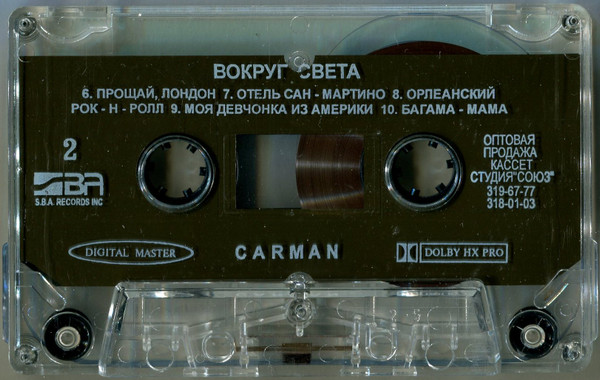 ВОКРУГ СВЕТА
6. ПРОЩАЙ, ЛОНДОН 7. ОТЕЛЬ САН - МАРТИНО 8. ОРЛЕАНСКИЙ
РОК - Н - РОЛЛ 9. МОЯ ДЕВЧОНКА ИЗ АМЕРИКИ 10. БАГАМА - МАМА
2
SBA
S.B.A. RECORDS INC
ОПТОВАЯ
ПРОДАЖА
КАССЕТ
СТУДИЯ"СОЮЗ"
319-67-77
318-01-03
DIGITAL MASTER
CARMAN
DOLBY HX PRO